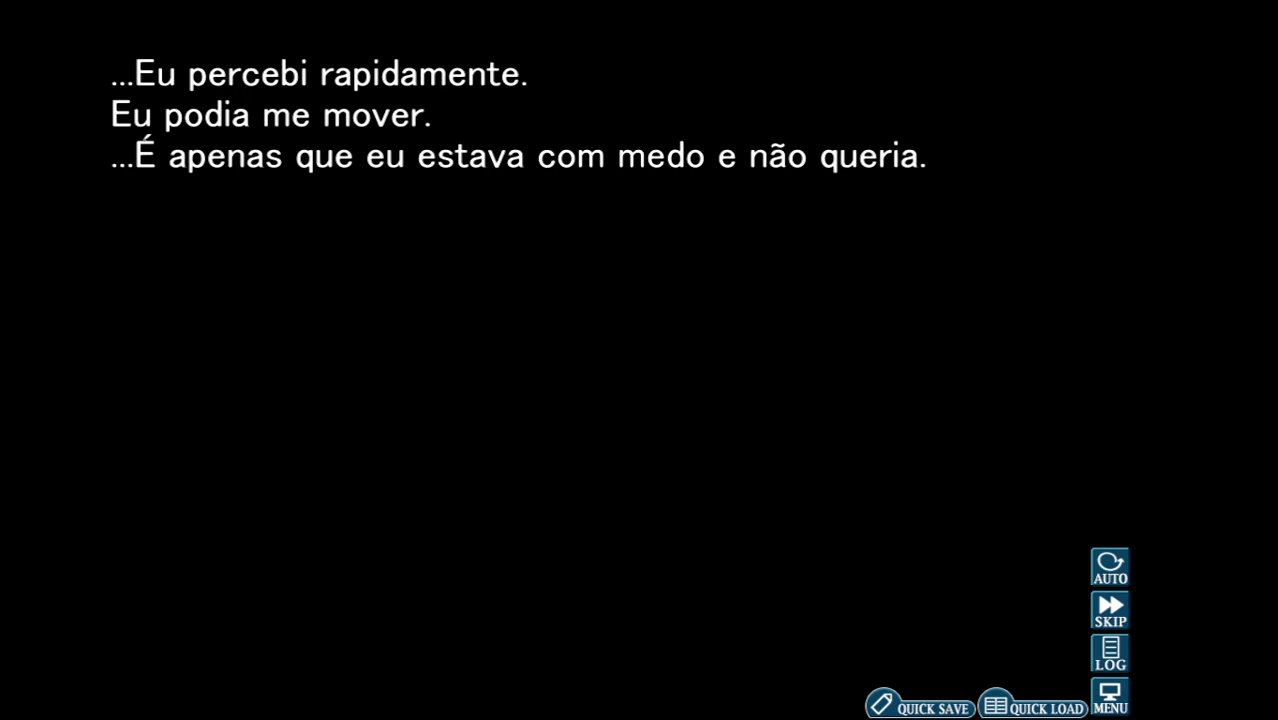 ...Eu percebi rapidamente.
Eu podia me mover.
...É apenas que eu estava com medo e não queria.
AUTO
SKIP
LOG
QUICK SAVE
QUICK LOAD
MENU